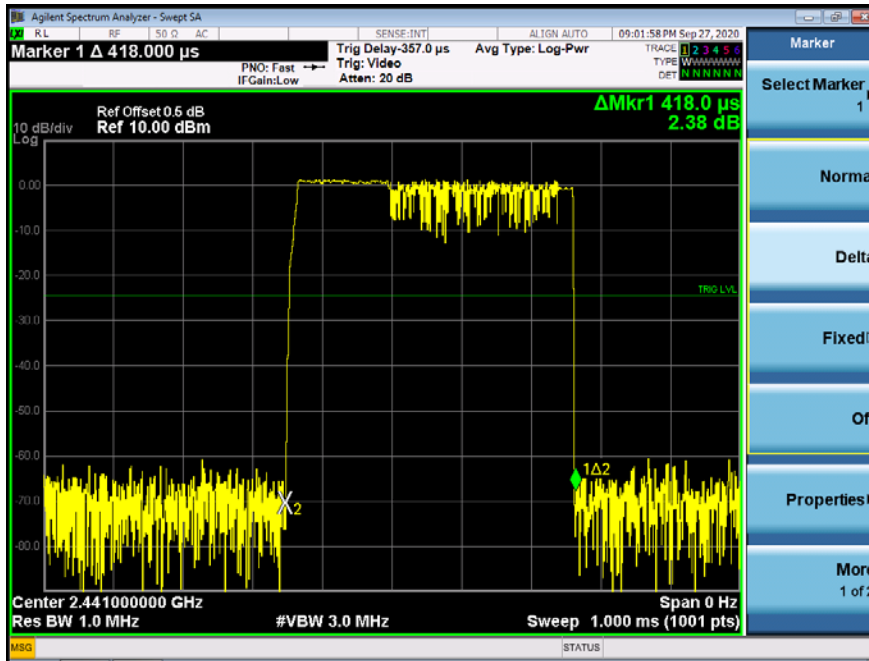 Agilent Spectrum Analyzer - Swept SA
LXI RL RF 50 Ω AC SENSE:INT ALIGN AUTO 09:01:58 PM Sep 27, 2020
Marker 1 Δ 418.000 µs
PNO: Fast
IFGain:Low
Trig Delay-357.0 µs
Trig: Video
Atten: 20 dB
Avg Type: Log-Pwr
TRACE 1 2 3 4 5 6
TYPE W
DET N N N N N N
Ref Offset 0.5 dB
10 dB/div Ref 10.00 dBm
Log
ΔMkr1 418.0 µs
2.38 dB
0.00
-10.0
-20.0
TRIG LVL
-30.0
-40.0
-50.0
-60.0
1Δ2
-70.0
2
-80.0
Center 2.441000000 GHz Span 0 Hz
Res BW 1.0 MHz #VBW 3.0 MHz Sweep 1.000 ms (1001 pts)
MSG STATUS
Marker
Select Marker
1
Norma
Delta
Fixed
Of
Properties
More
1 of 2